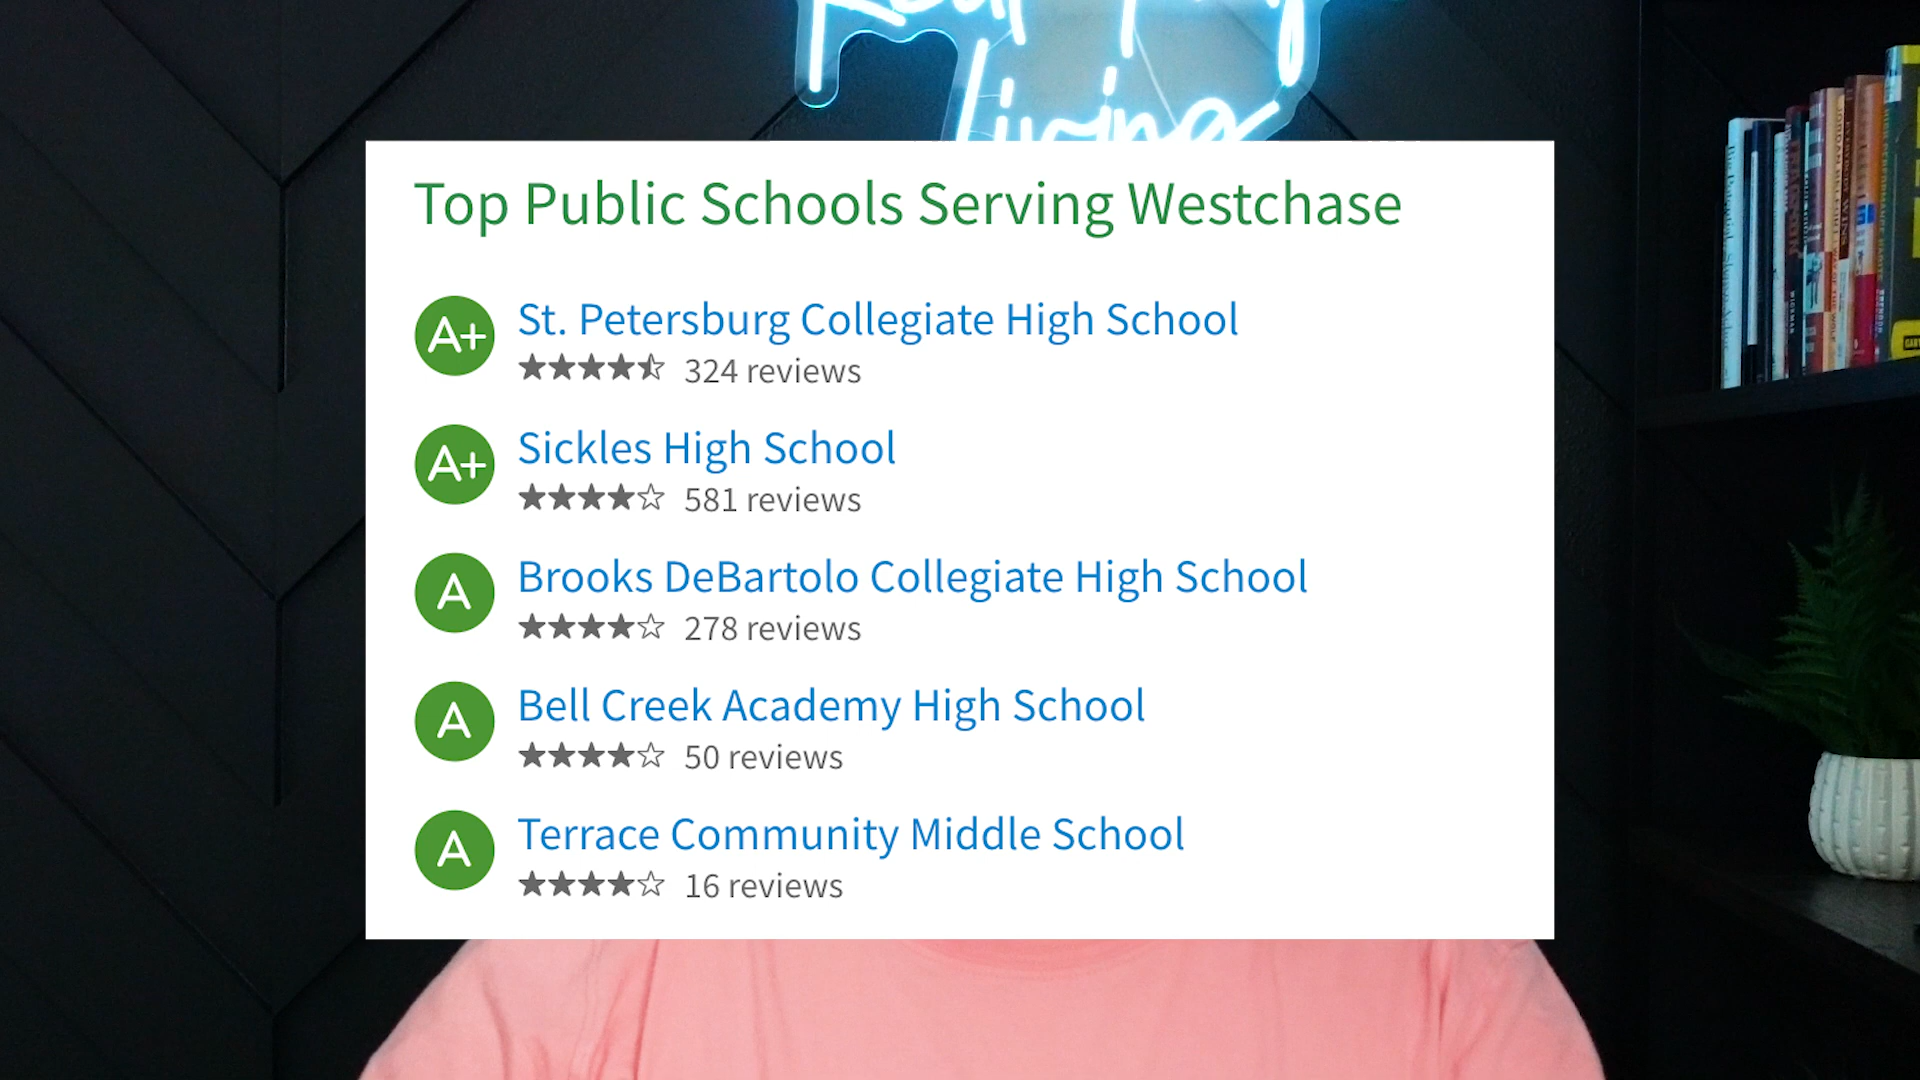 living
Top Public Schools Serving Westchase
A+ St. Petersburg Collegiate High School
324 reviews
A+ Sickles High School
581 reviews
A Brooks DeBartolo Collegiate High School
278 reviews
A Bell Creek Academy High School
50 reviews
A Terrace Community Middle School
16 reviews